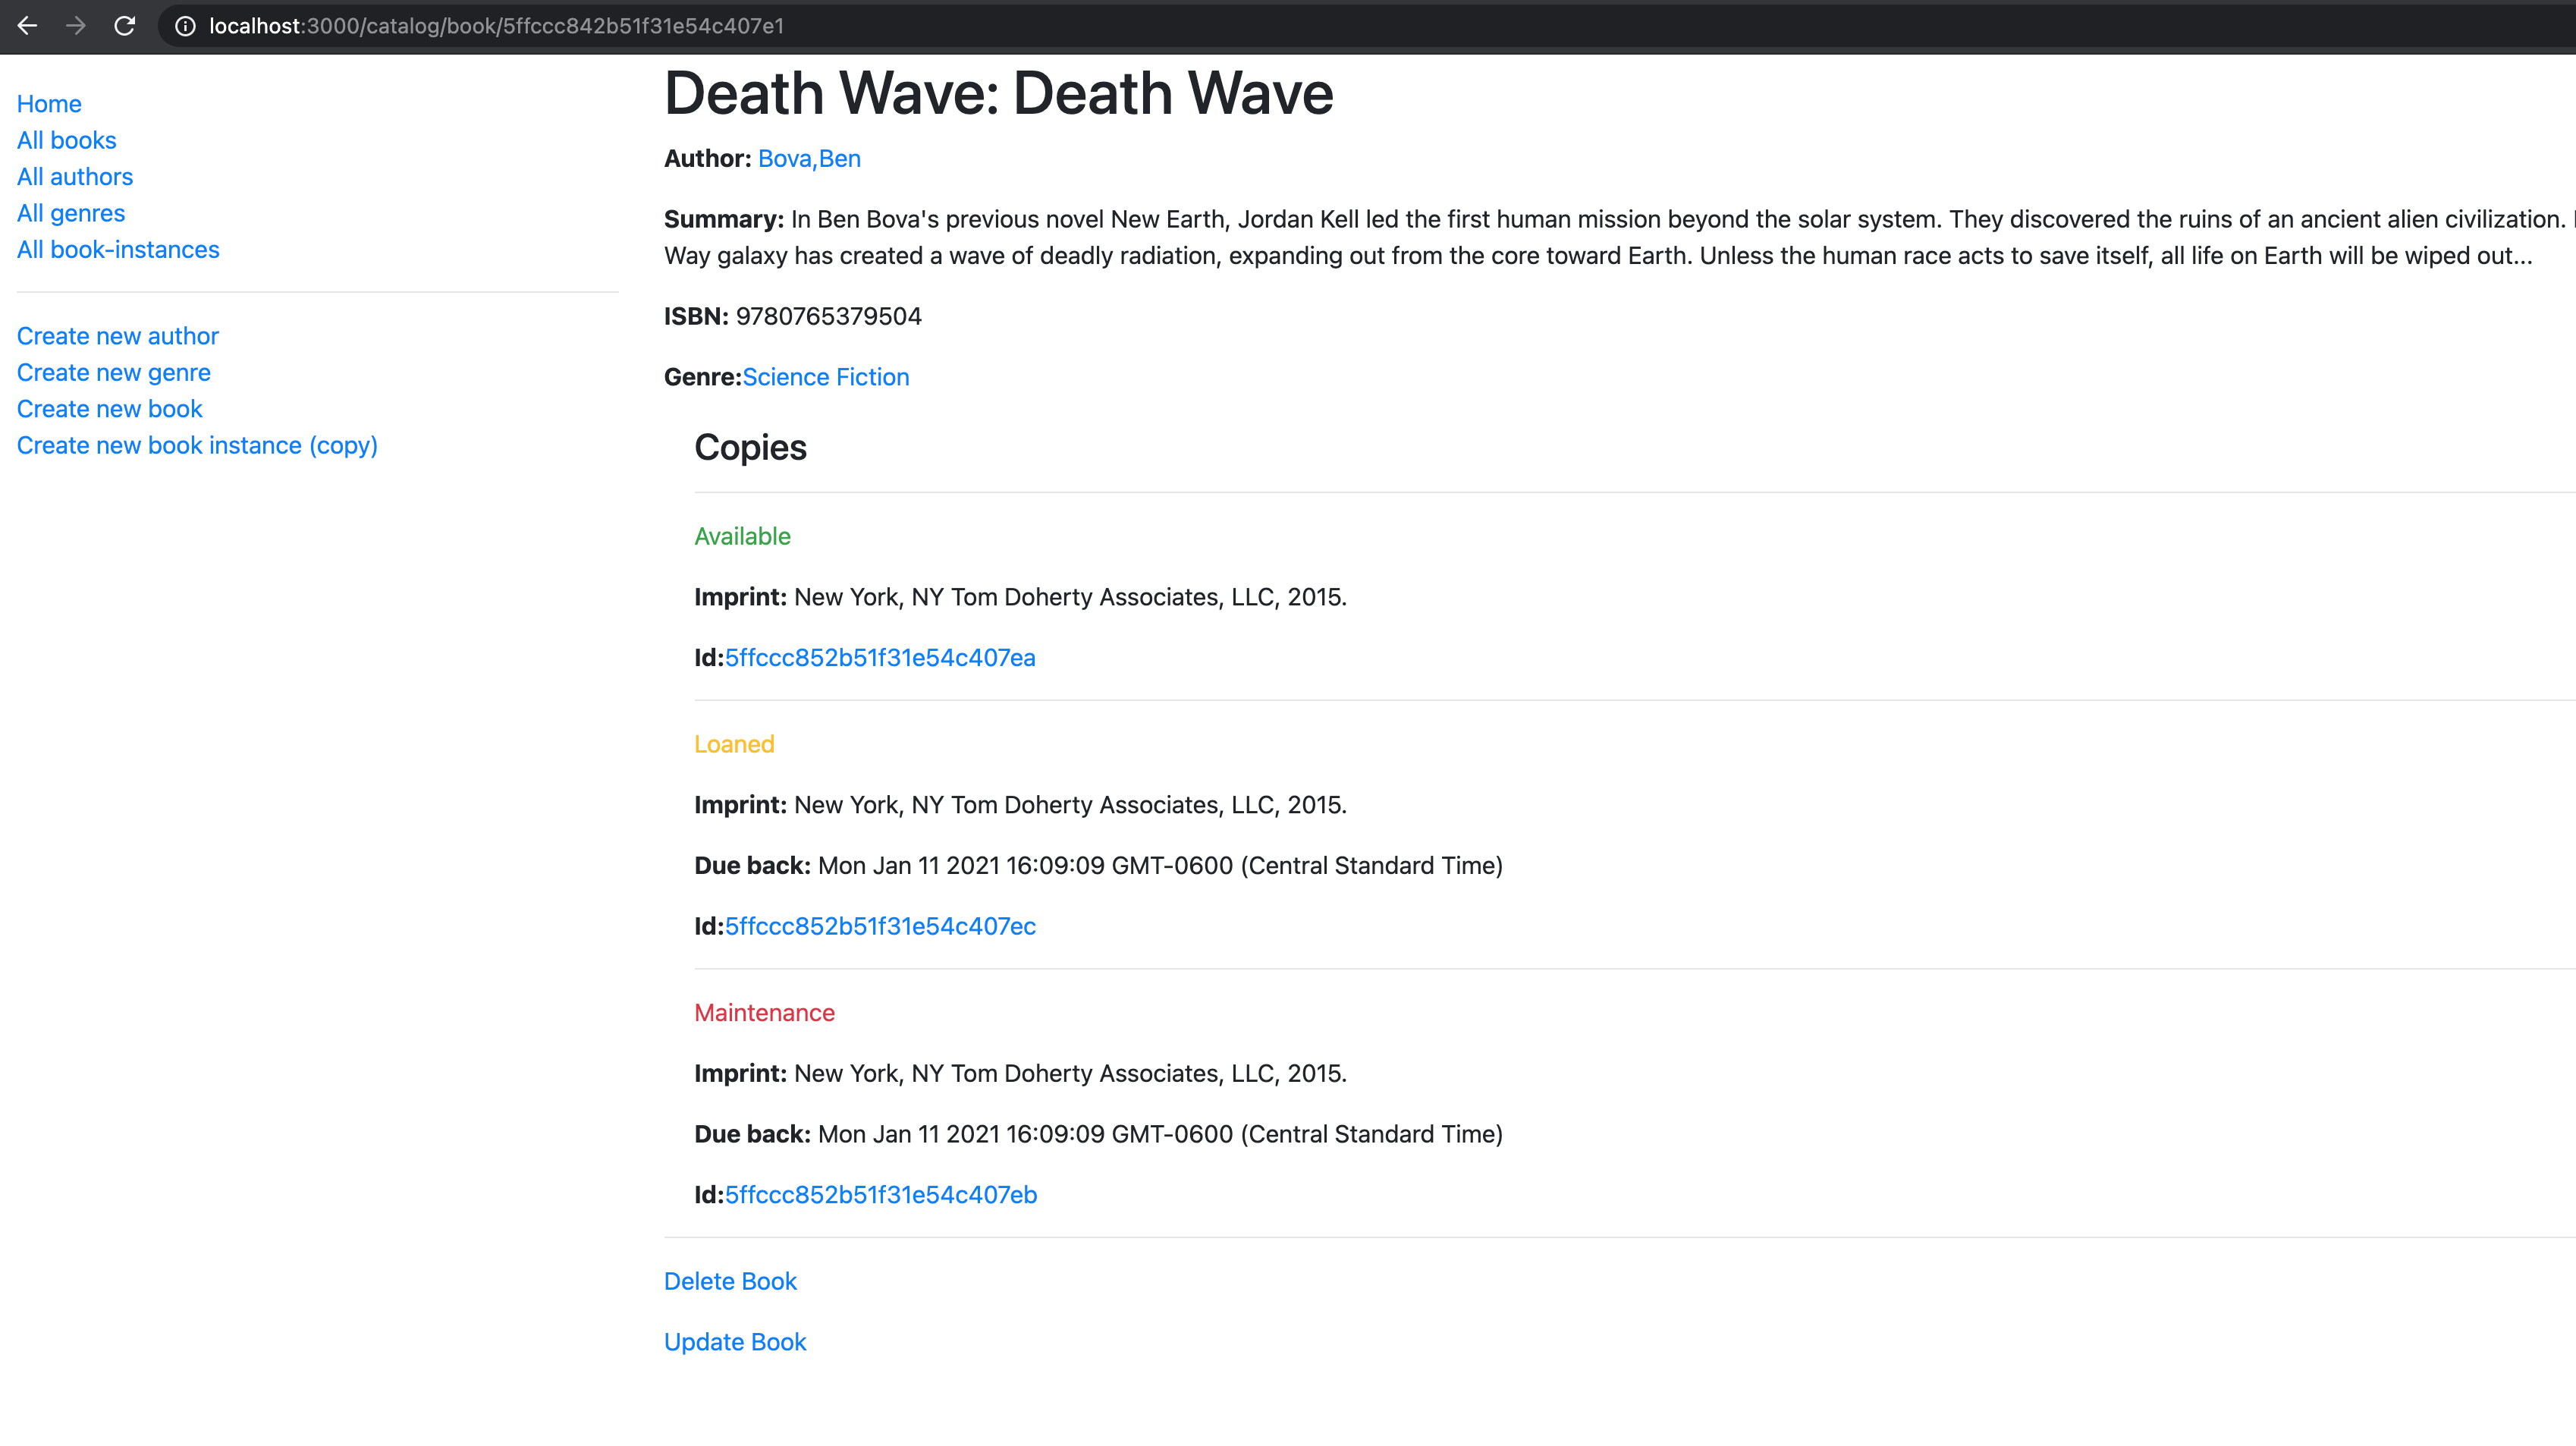 localhost:3000/catalog/book/5ffccc842b51f31e54c407e1
Home
All books
All authors
All genres
All book-instances
Create new author
Create new genre
Create new book
Create new book instance (copy)
Death Wave: Death Wave
Author: Bova,Ben
Summary: In Ben Bova's previous novel New Earth, Jordan Kell led the first human mission beyond the solar system. They discovered the ruins of an ancient alien civilization.
Way galaxy has created a wave of deadly radiation, expanding out from the core toward Earth. Unless the human race acts to save itself, all life on Earth will be wiped out...
ISBN: 9780765379504
Genre:Science Fiction
Copies
Available
Imprint: New York, NY Tom Doherty Associates, LLC, 2015.
Id:5ffccc852b51f31e54c407ea
Loaned
Imprint: New York, NY Tom Doherty Associates, LLC, 2015.
Due back: Mon Jan 11 2021 16:09:09 GMT-0600 (Central Standard Time)
Id:5ffccc852b51f31e54c407ec
Maintenance
Imprint: New York, NY Tom Doherty Associates, LLC, 2015.
Due back: Mon Jan 11 2021 16:09:09 GMT-0600 (Central Standard Time)
Id:5ffccc852b51f31e54c407eb
Delete Book
Update Book